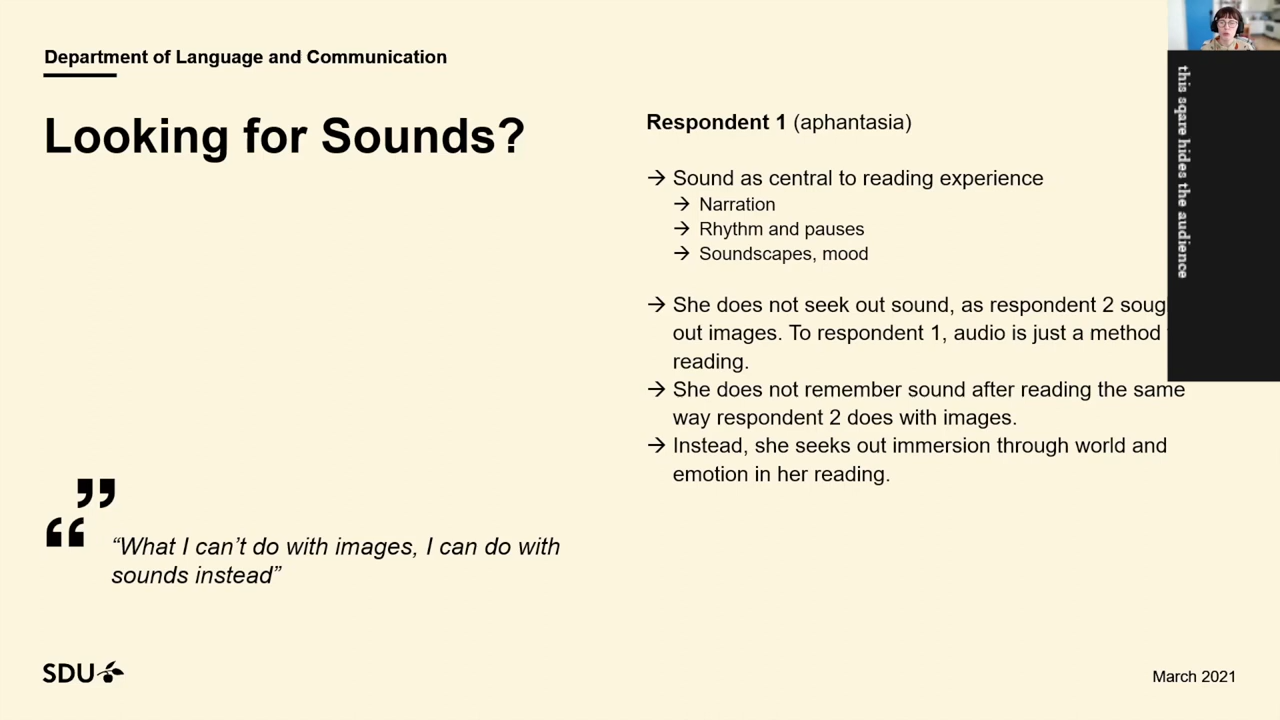 Department of Language and Communication
Looking for Sounds?
Respondent 1 (aphantasia)
→ Sound as central to reading experience
→ Narration
→ Rhythm and pauses
→ Soundscapes, mood
→ She does not seek out sound, as respondent 2
out images. To respondent 1, audio is just a method
reading.
→ She does not remember sound after reading the same
way respondent 2 does with images.
→ Instead, she seeks out immersion through world and
emotion in her reading.
“What I can’t do with images, I can do with
sounds instead”
SDU
March 2021
this sqare hides the audience